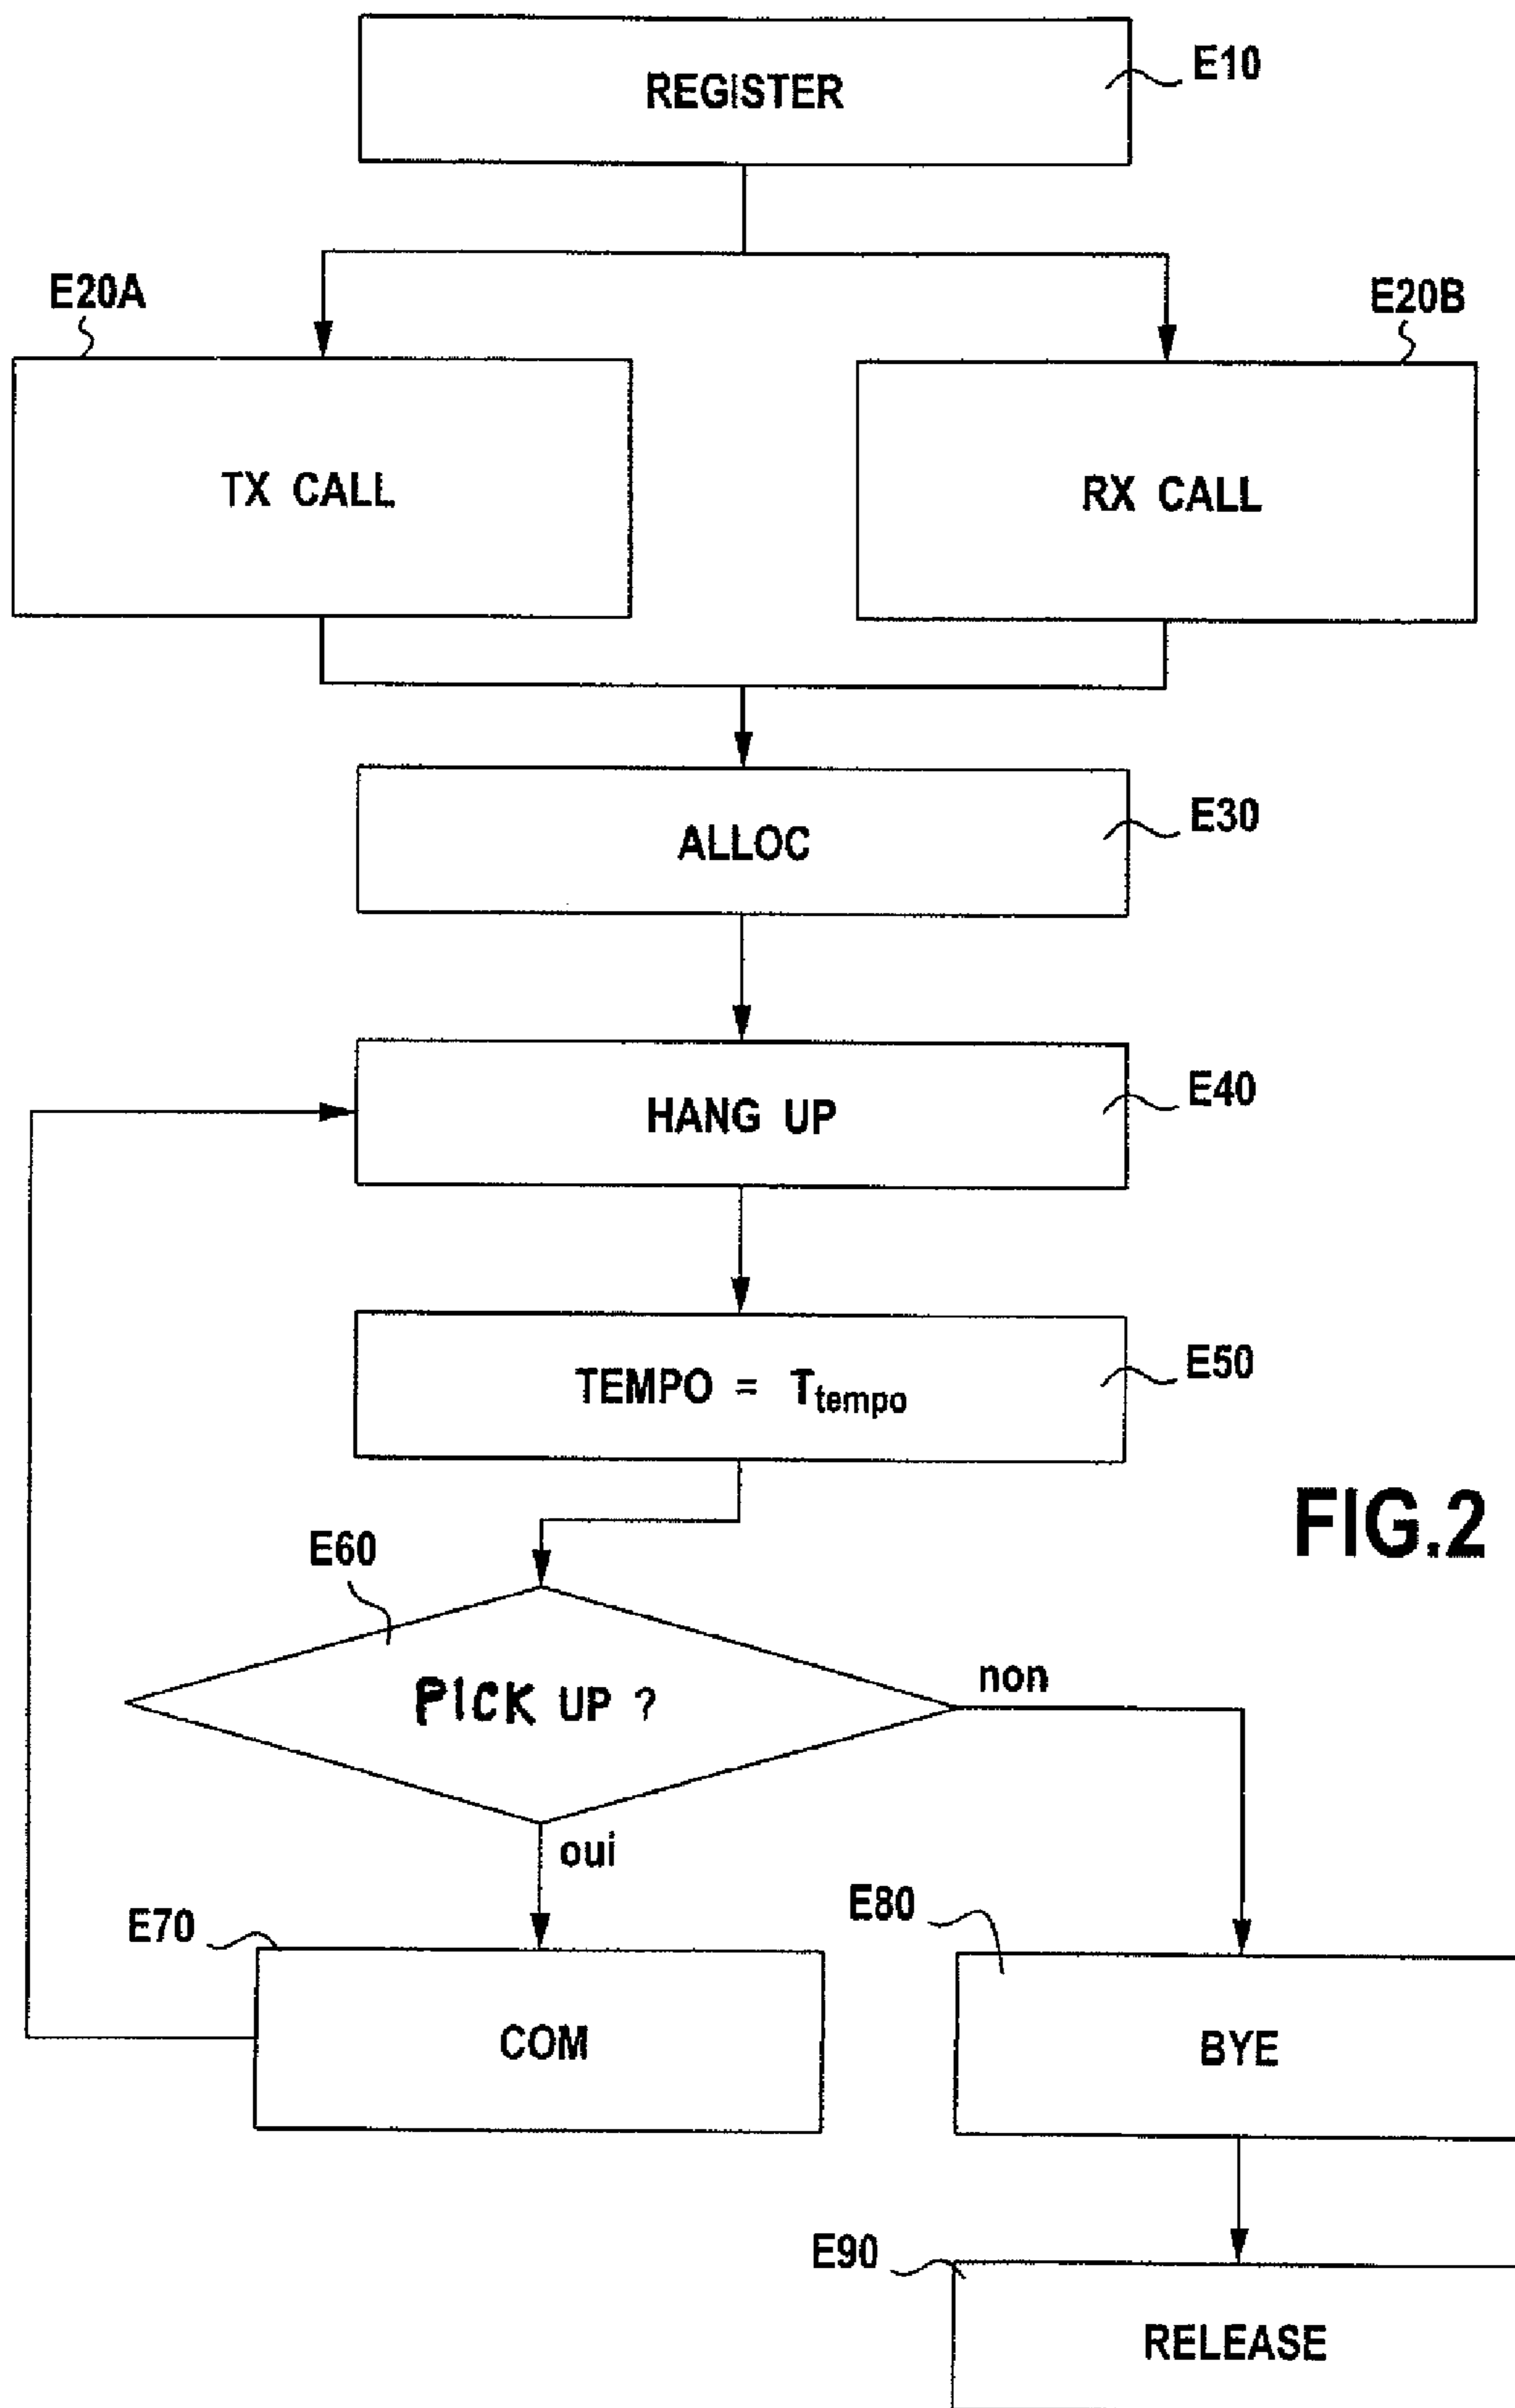 REGISTER
E10
E20A
E20B
TX CALL
RX CALL
ALLOC
E30
HANG UP
E40
TEMPO = Ttempo
E50
FIG.2
E60
PICK UP ?
non
oui
E70
E80
COM
BYE
E90
RELEASE